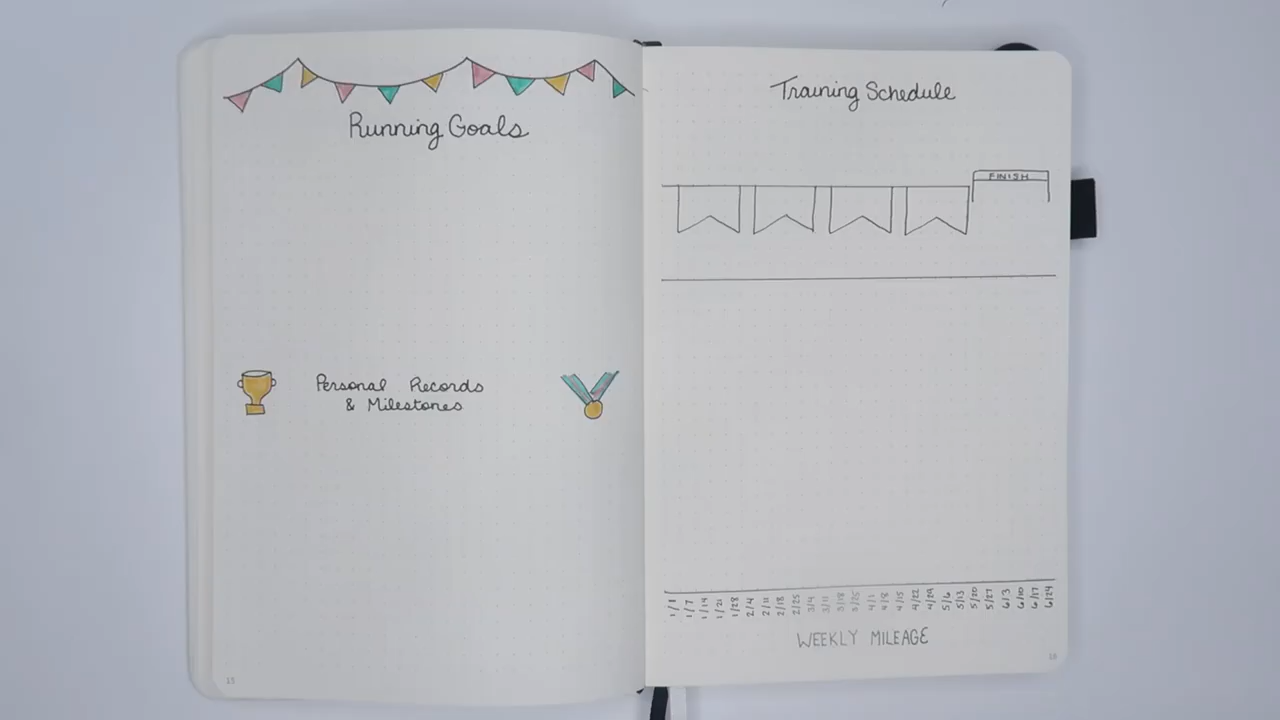 Running Goals
Personal Records
& Milestones
15
Training Schedule
FINISH
1/1 1/7 1/14 1/21 1/28 2/4 2/11 2/18 2/25 3/4 3/11 3/18 3/25 4/1 4/8 4/15 4/22 4/29 5/6 5/13 5/20 5/27 6/3 6/10 6/17 6/24
WEEKLY MILEAGE
16